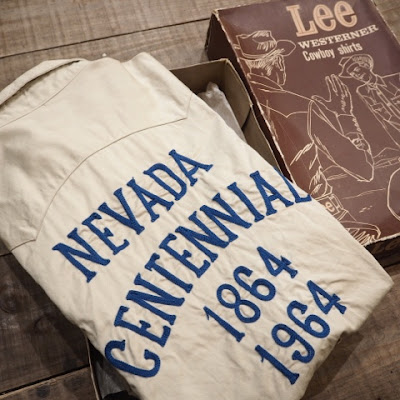 Lee
WESTERNER
Cowboy shirts
NEVADA
CENTENNIAL
1864
1964